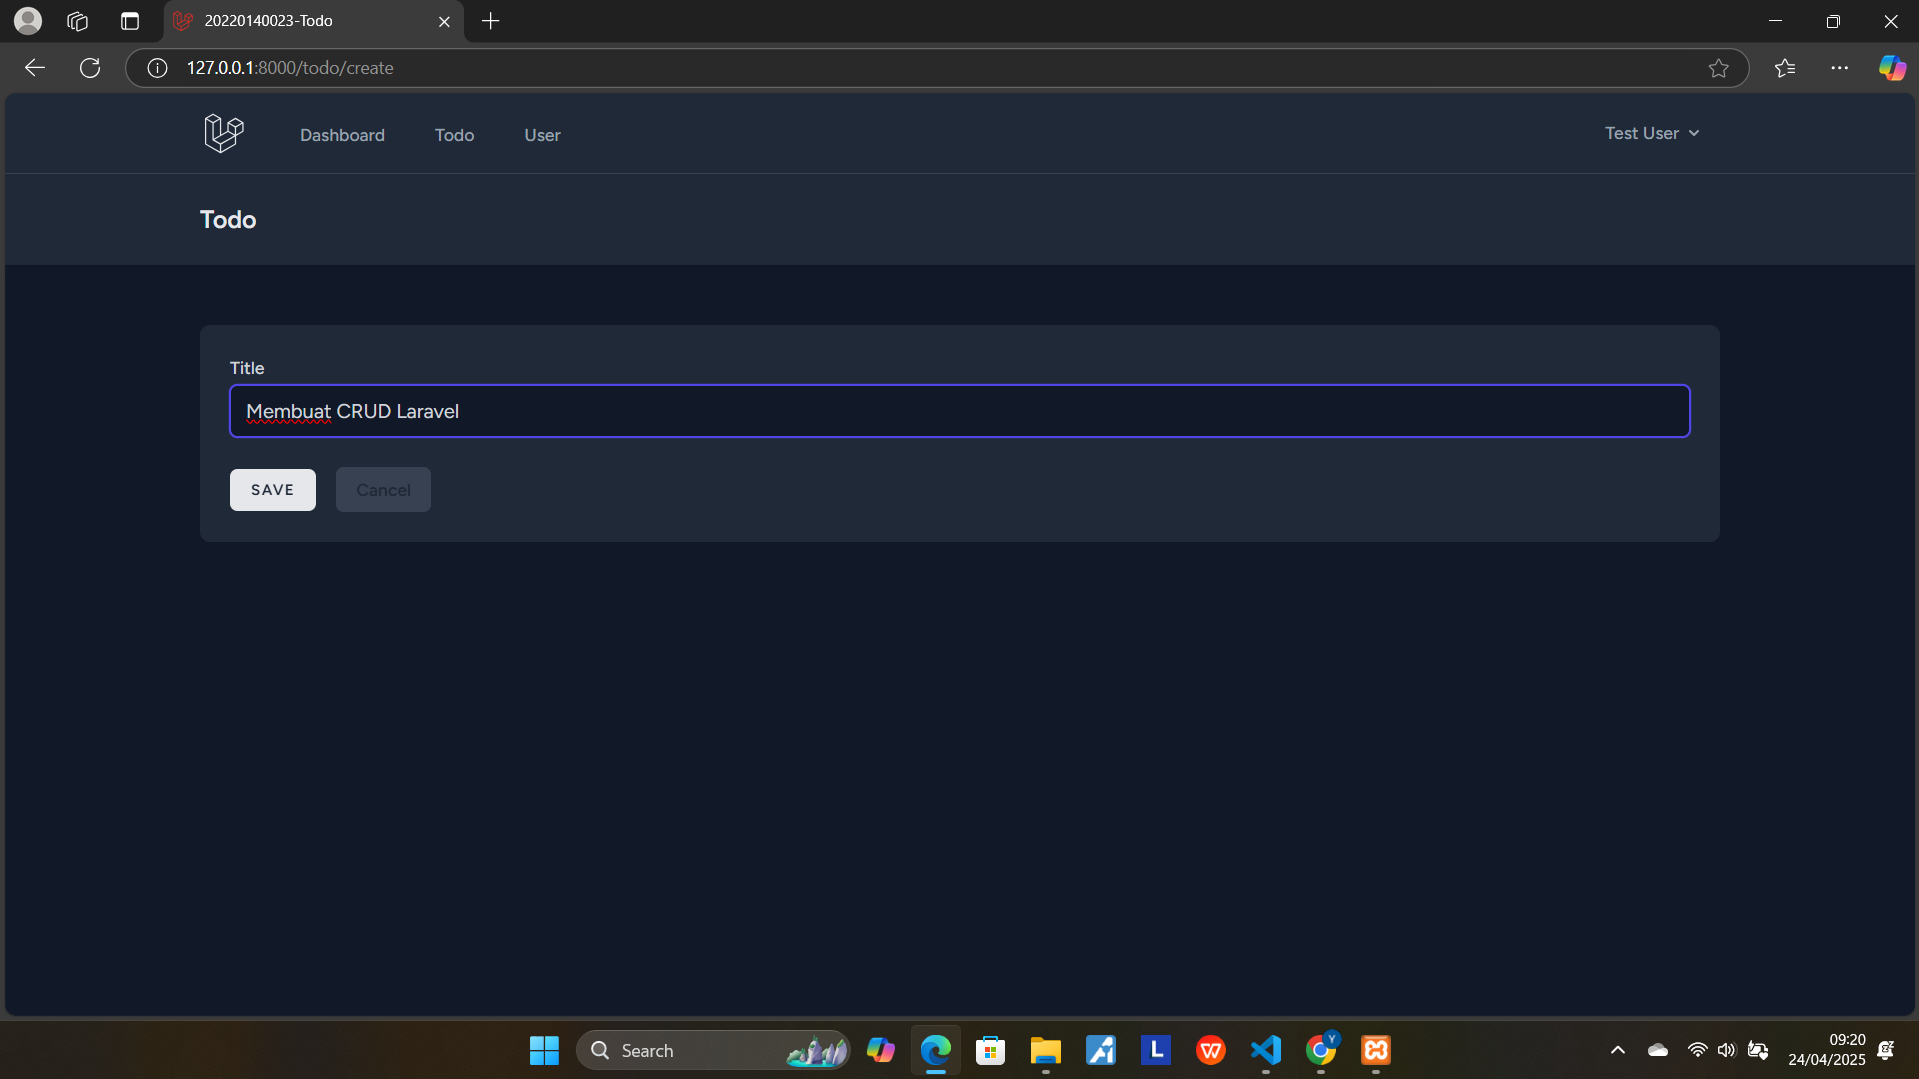 20220140023-Todo
127.0.0.1:8000/todo/create
Dashboard Todo User Test User
Todo
Title
Membuat CRUD Laravel
SAVE Cancel
Search
L
W
Y
09:20
24/04/2025